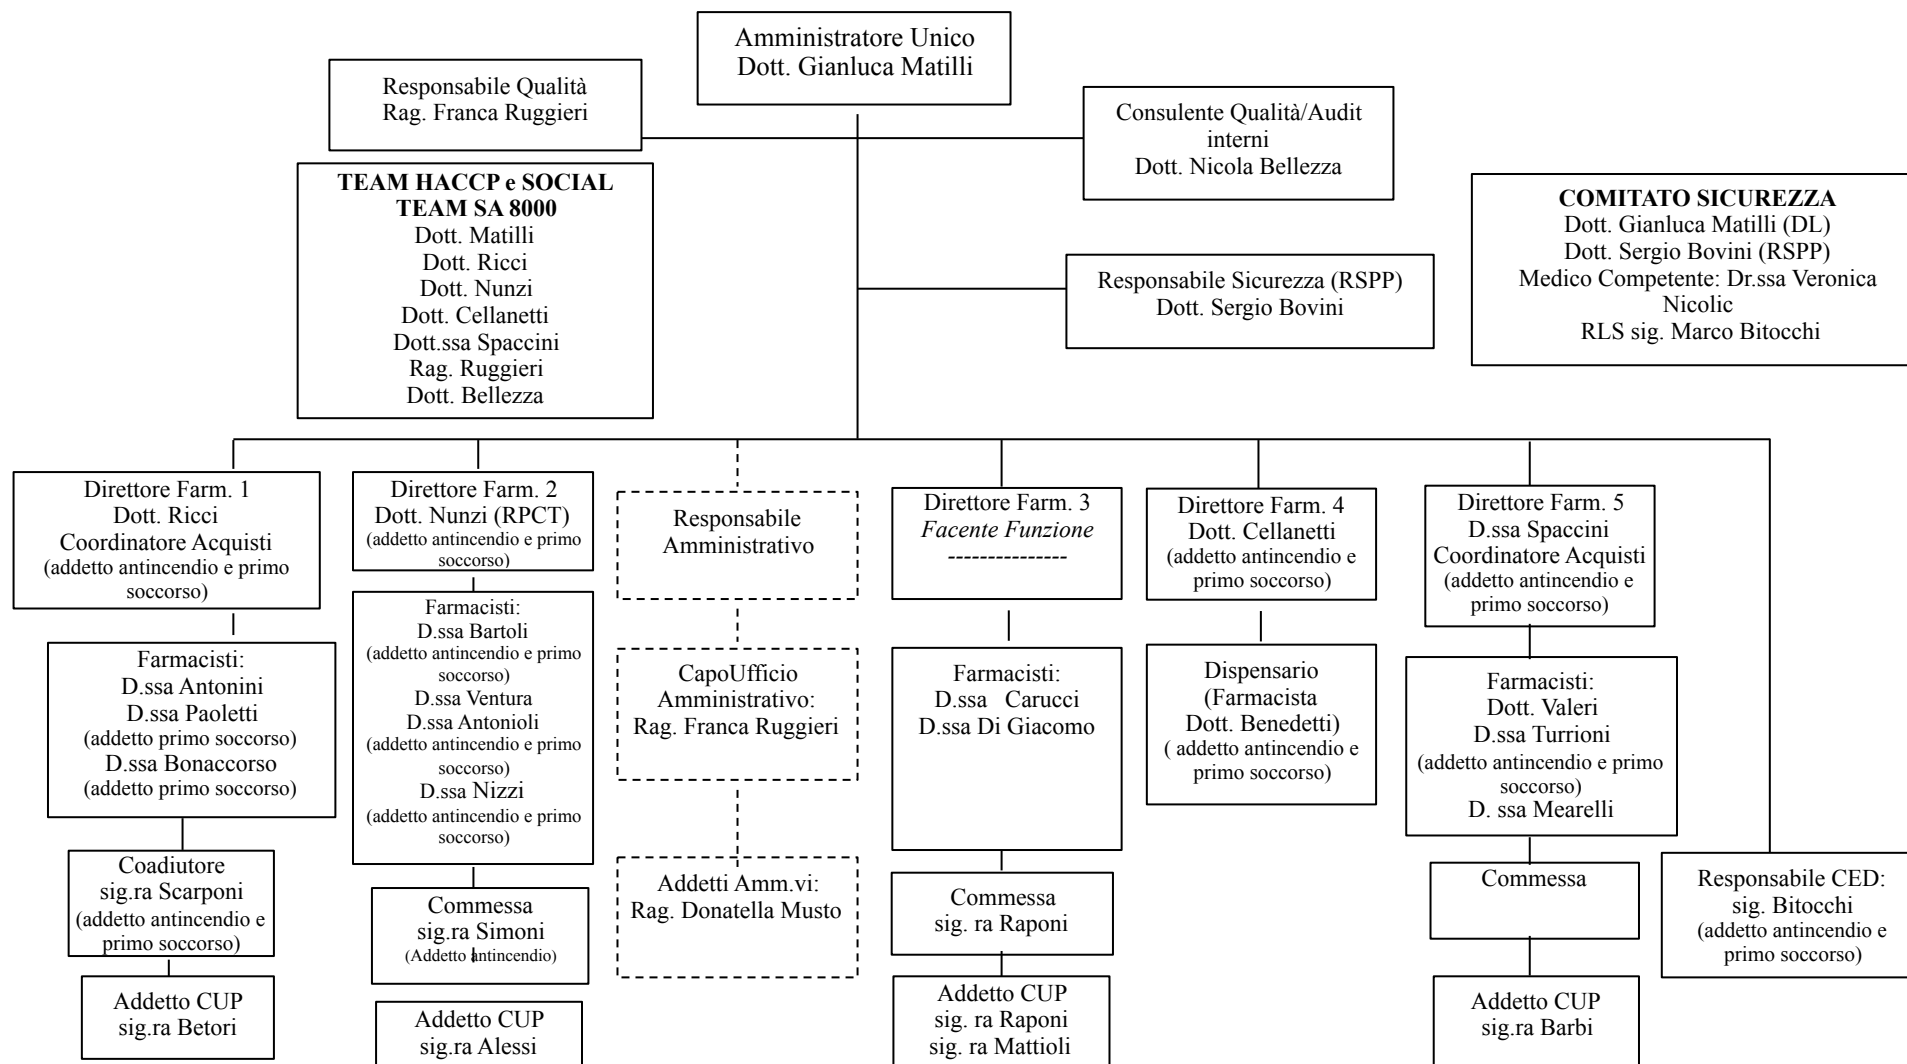 Amministratore Unico
Dott. Gianluca Matilli
Responsabile Qualità
Rag. Franca Ruggieri
Consulente Qualità/Audit
interni
Dott. Nicola Bellezza
TEAM HACCP e SOCIAL
TEAM SA 8000
Dott. Matilli
Dott. Ricci
Dott. Nunzi
Dott. Cellanetti
Dott.ssa Spaccini
Rag. Ruggieri
Dott. Bellezza
Responsabile Sicurezza (RSPP)
Dott. Sergio Bovini
COMITATO SICUREZZA
Dott. Gianluca Matilli (DL)
Dott. Sergio Bovini (RSPP)
Medico Competente: Dr.ssa Veronica
Nicolic
RLS sig. Marco Bitocchi
Direttore Farm. 1
Dott. Ricci
Coordinatore Acquisti
(addetto antincendio e primo
soccorso)
Farmacisti:
D.ssa Antonini
D.ssa Paoletti
(addetto primo soccorso)
D.ssa Bonaccorso
(addetto primo soccorso)
Coadiutore
sig.ra Scarponi
(addetto antincendio e
primo soccorso)
Addetto CUP
sig.ra Betori
Direttore Farm. 2
Dott. Nunzi (RPCT)
(addetto antincendio e primo
soccorso)
Farmacisti:
D.ssa Bartoli
(addetto antincendio e primo
soccorso)
D.ssa Ventura
D.ssa Antonioli
(addetto antincendio e primo
soccorso)
D.ssa Nizzi
(addetto antincendio e primo
soccorso)
Commessa
sig.ra Simoni
(Addetto antincendio)
Addetto CUP
sig.ra Alessi
Responsabile
Amministrativo
CapoUfficio
Amministrativo:
Rag. Franca Ruggieri
Addetti Amm.vi:
Rag. Donatella Musto
Direttore Farm. 3
Facente Funzione
---------------
Farmacisti:
D.ssa Carucci
D.ssa Di Giacomo
Commessa
sig. ra Raponi
Addetto CUP
sig. ra Raponi
sig. ra Mattioli
Direttore Farm. 4
Dott. Cellanetti
(addetto antincendio e
primo soccorso)
Dispensario
(Farmacista
Dott. Benedetti)
( addetto antincendio e
primo soccorso)
Direttore Farm. 5
D.ssa Spaccini
Coordinatore Acquisti
(addetto antincendio e
primo soccorso)
Farmacisti:
Dott. Valeri
D.ssa Turrioni
(addetto antincendio e primo
soccorso)
D. ssa Mearelli
Commessa
Addetto CUP
sig.ra Barbi
Responsabile CED:
sig. Bitocchi
(addetto antincendio e
primo soccorso)